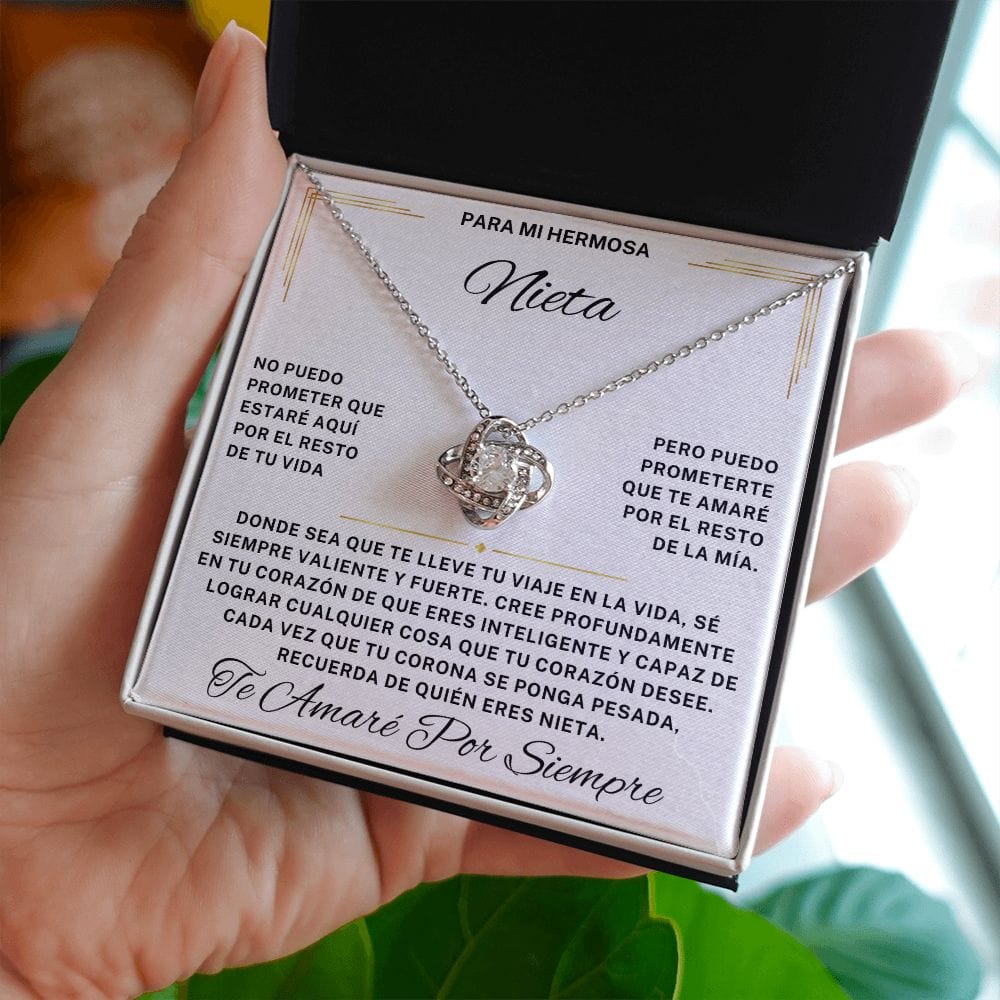 PARA MI HERMOSA
Nieta
NO PUEDO
PROMETER QUE
ESTARÉ AQUÍ
POR EL RESTO
DE TU VIDA
PERO PUEDO
PROMETERTE
QUE TE AMARÉ
POR EL RESTO
DE LA MÍA.
DONDE SEA QUE TE LLEVE TU VIAJE EN LA VIDA, SÉ
SIEMPRE VALIENTE Y FUERTE. CREE PROFUNDAMENTE
EN TU CORAZÓN DE QUE ERES INTELIGENTE Y CAPAZ DE
LOGRAR CUALQUIER COSA QUE TU CORAZÓN DESEE.
CADA VEZ QUE TU CORONA SE PONGA PESADA,
RECUERDA DE QUIÉN ERES NIETA.
Te Amaré Por Siempre